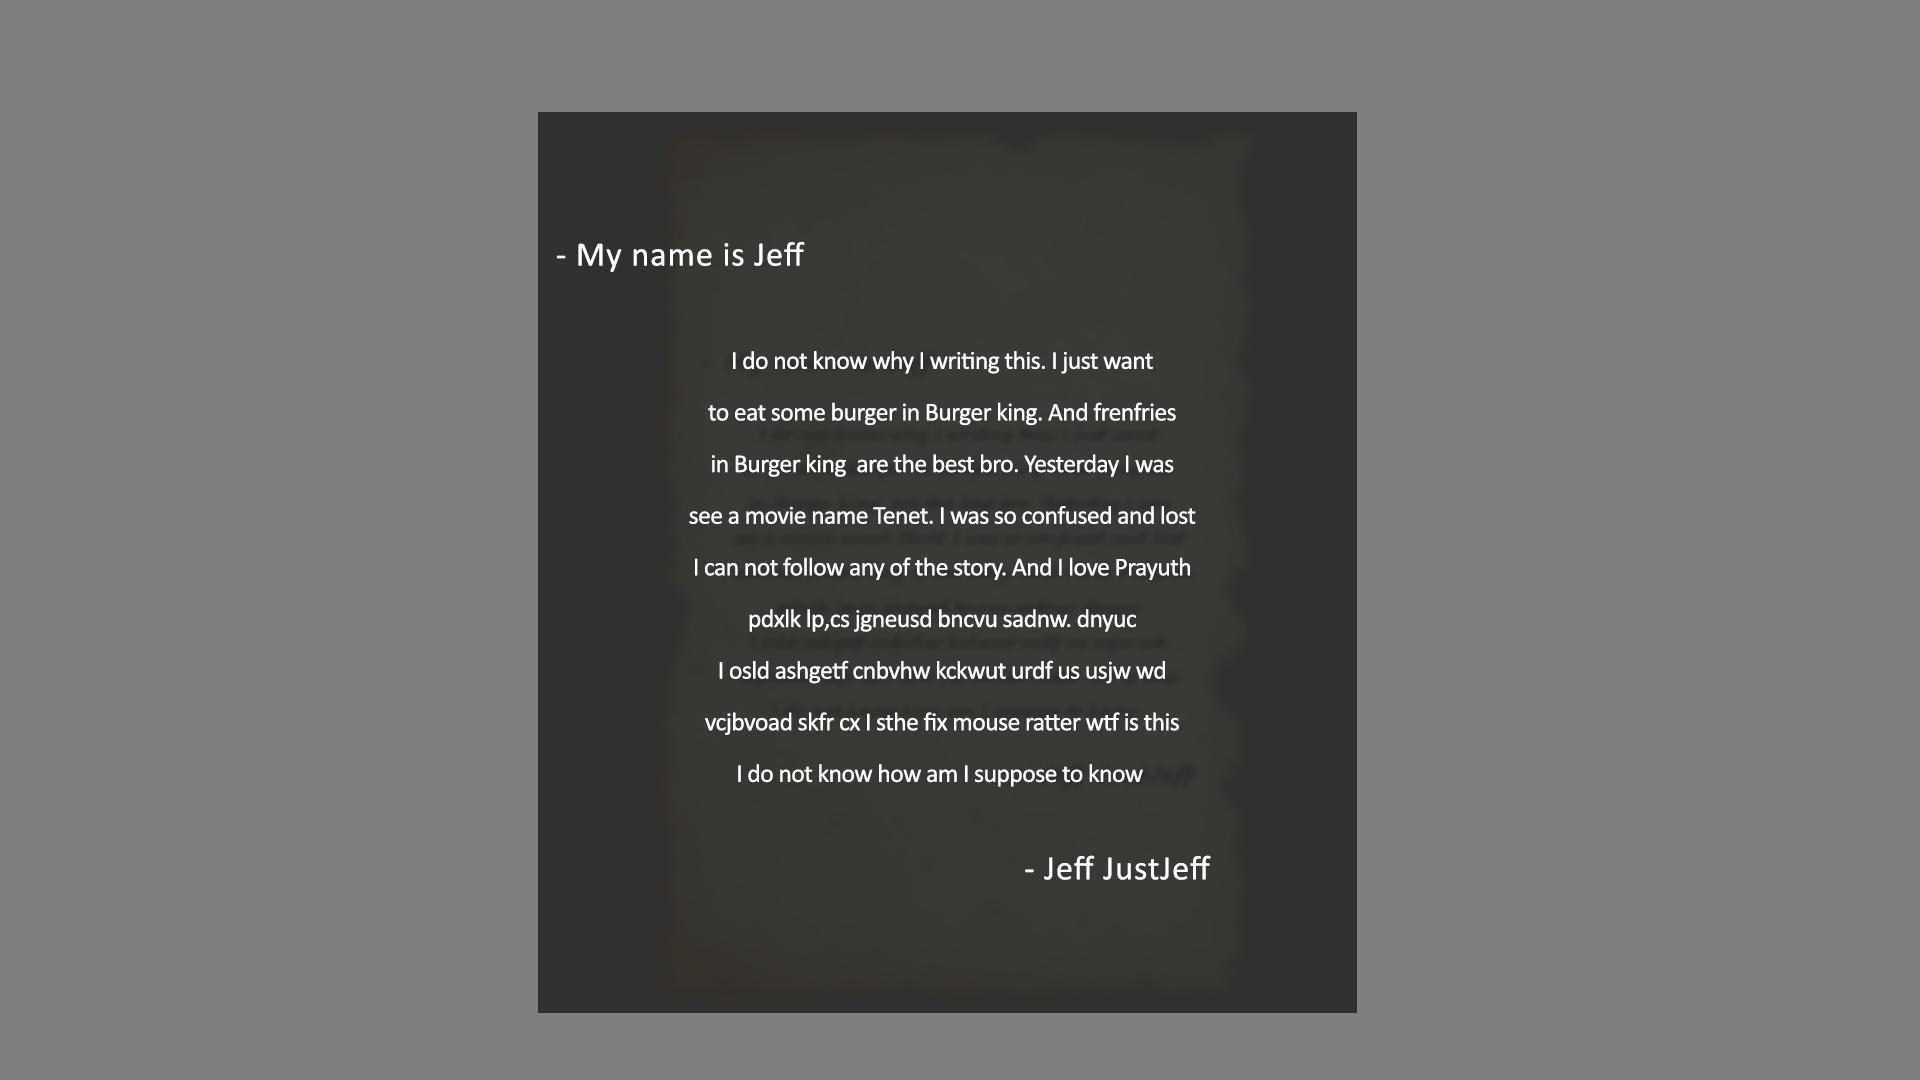 - My name is Jeff
I do not know why I writing this. I just want
to eat some burger in Burger king. And frenfries
in Burger king  are the best bro. Yesterday I was
see a movie name Tenet. I was so confused and lost
I can not follow any of the story. And I love Prayuth
pdxlk lp,cs jgneusd bncvu sadnw. dnyuc
I osld ashgetf cnbvhw kckwut urdf us usjw wd
vcjbvoad skfr cx I sthe fix mouse ratter wtf is this
I do not know how am I suppose to know
- Jeff JustJeff